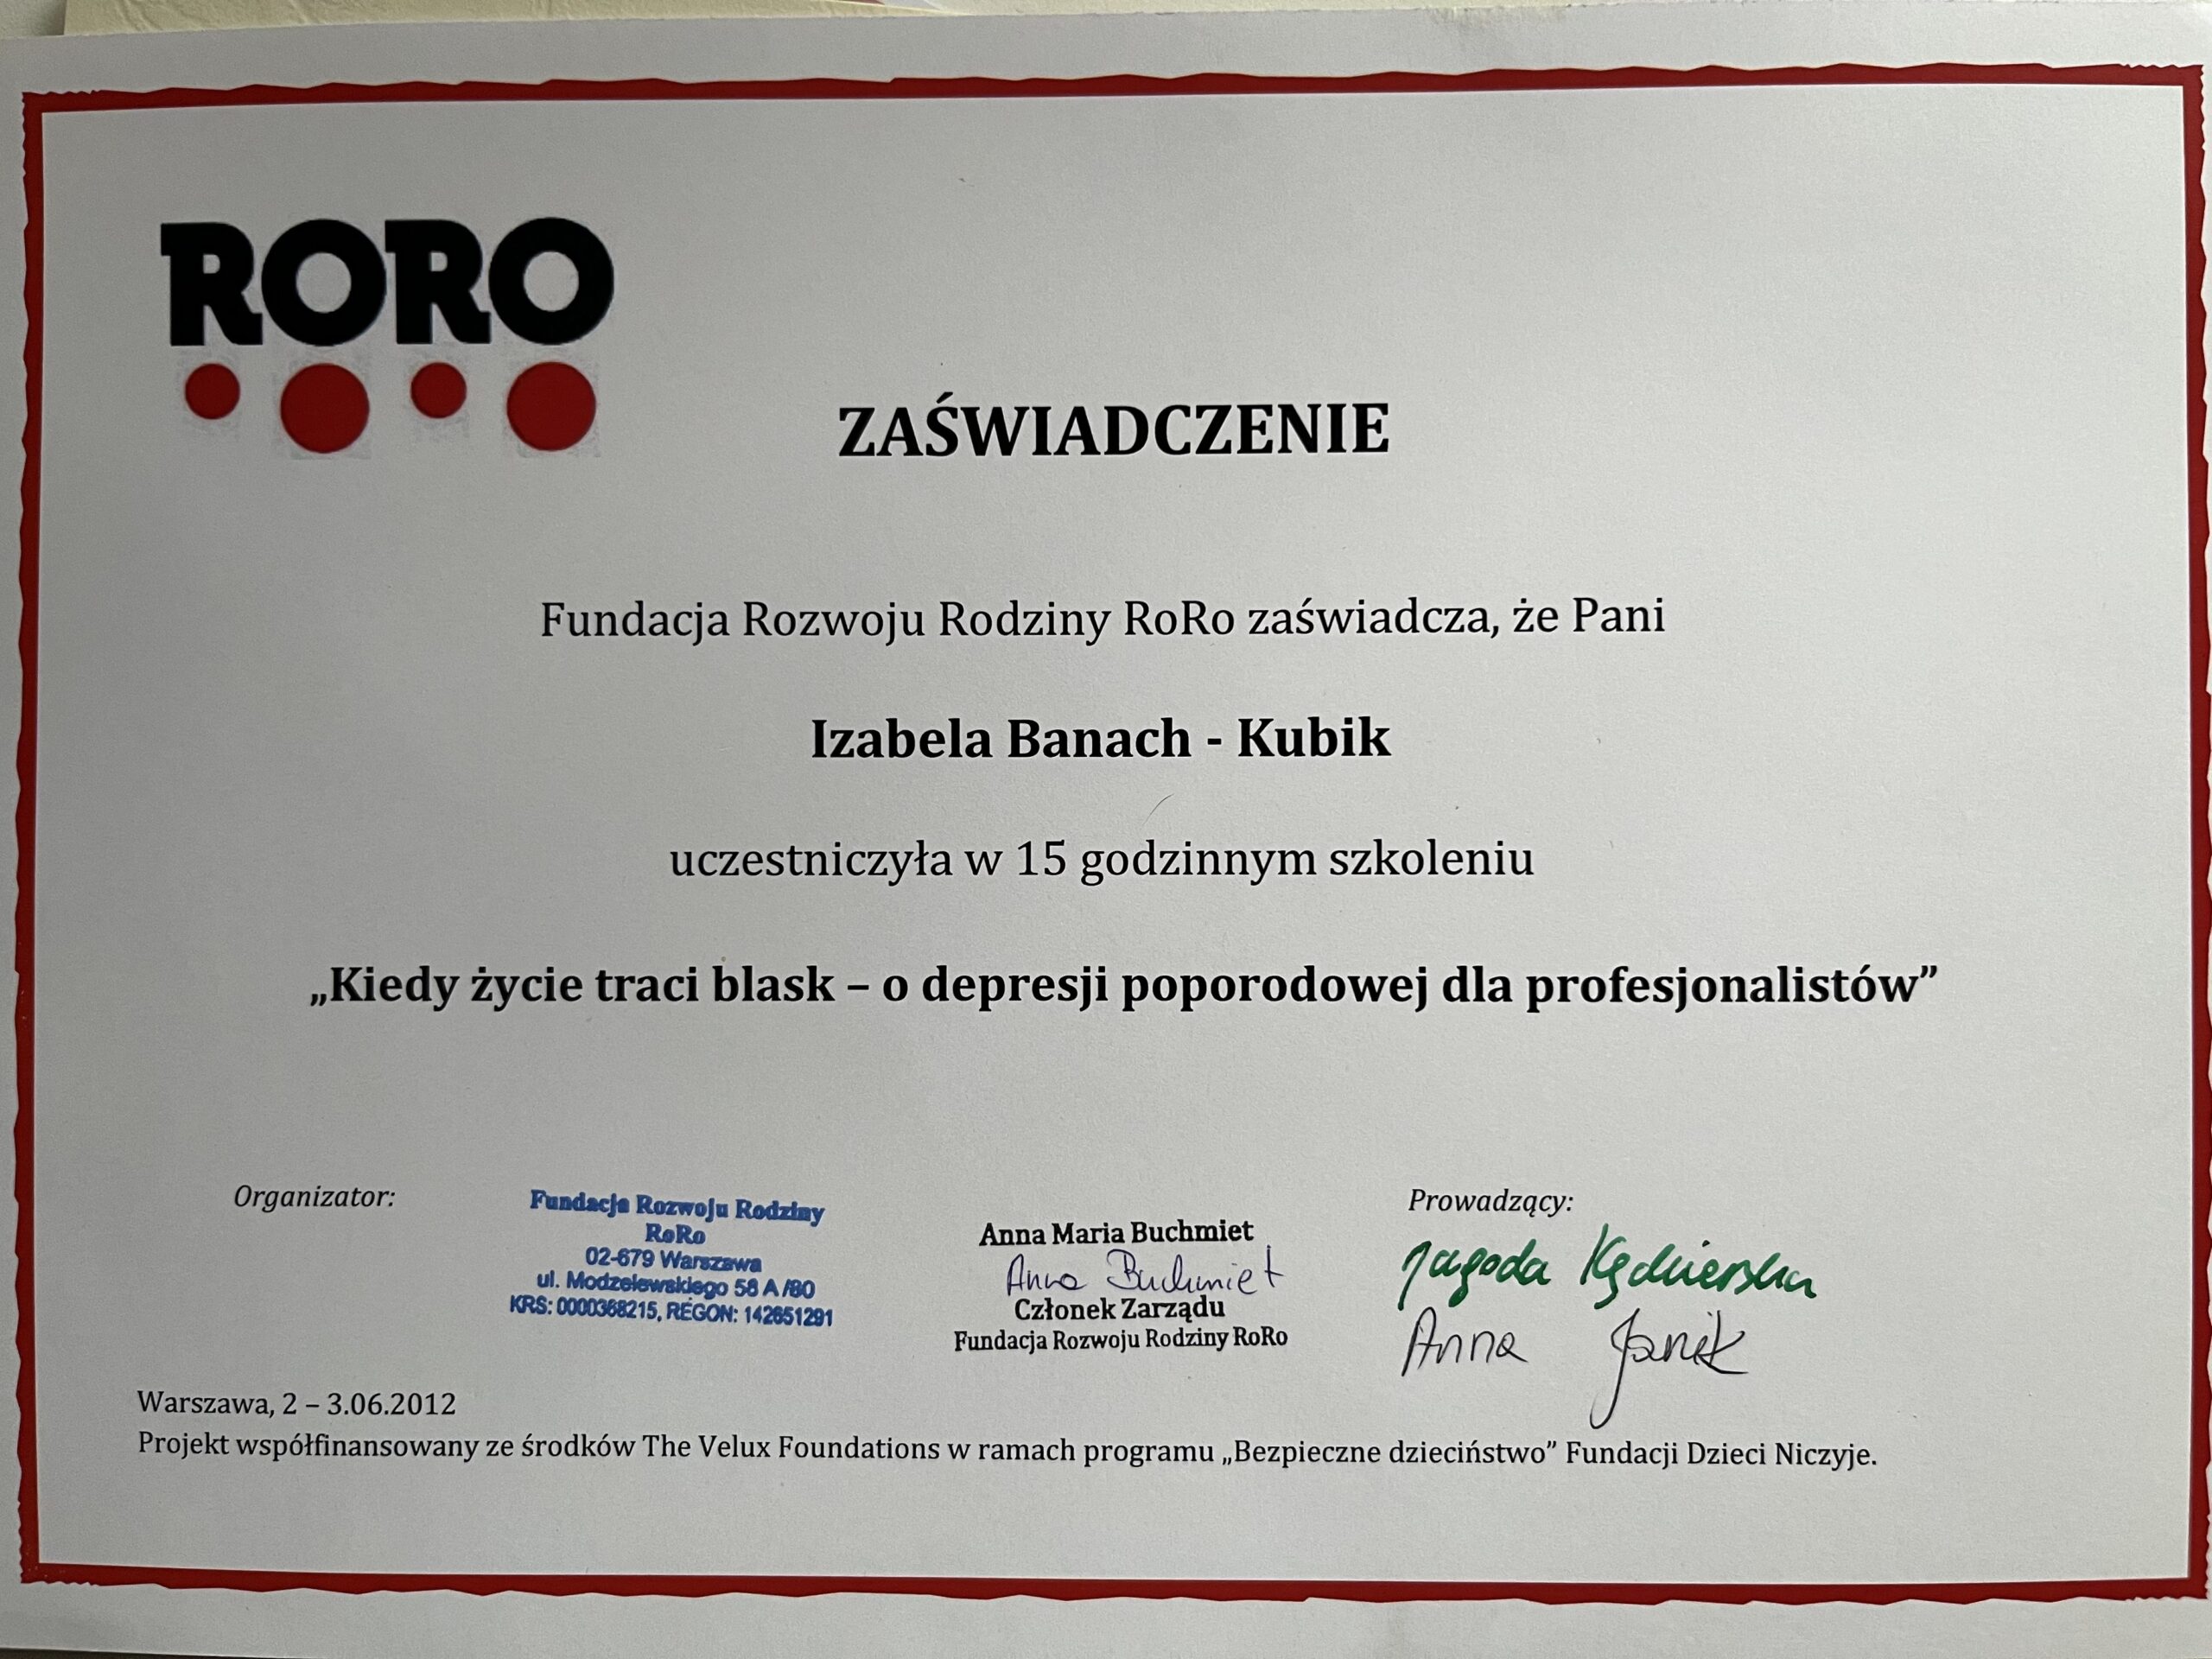 RORO
ZAŚWIADCZENIE
Fundacja Rozwoju Rodziny RoRo zaświadcza, że Pani
Izabela Banach - Kubik
uczestniczyła w 15 godzinnym szkoleniu
„Kiedy życie traci blask – o depresji poporodowej dla profesjonalistów”
Organizator:
Fundacja Rozwoju Rodziny
RoRo
02-679 Warszawa
ul. Modzelewskiego 58 A /80
KRS: 0000368215, REGON: 142651291
Anna Maria Buchmiet
Anna Buchmiet
Członek Zarządu
Fundacja Rozwoju Rodziny RoRo
Prowadzący:
Jagoda Kędzierska
Anna Janik
Warszawa, 2 – 3.06.2012
Projekt współfinansowany ze środków The Velux Foundations w ramach programu „Bezpieczne dzieciństwo” Fundacji Dzieci Niczyje.